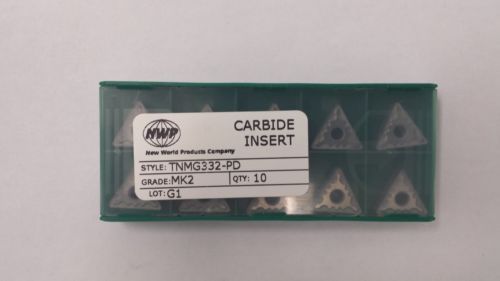 NWP
New World Products Company
CARBIDE
INSERT
STYLE: TNMG332-PD
GRADE: MK2 QTY: 10
LOT: G1